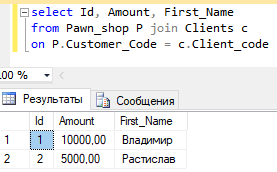 select Id, Amount, First_Name
from Pawn_shop P join Clients c
on P.Customer_Code = c.Client_code
00 %
Результаты Сообщения
Id Amount First_Name
1 1 10000,00 Владимир
2 2 5000,00 Растислав